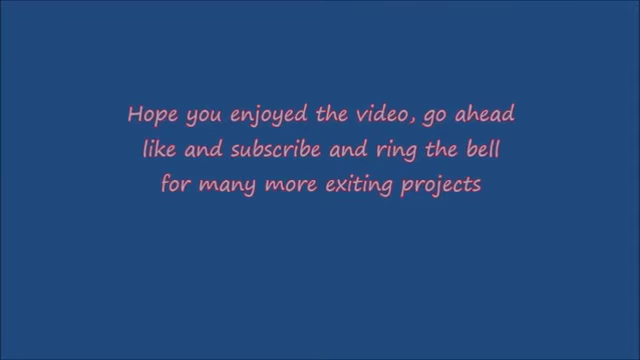 Hope you enjoyed the video, go ahead
like and subscribe and ring the bell
for many more exiting projects